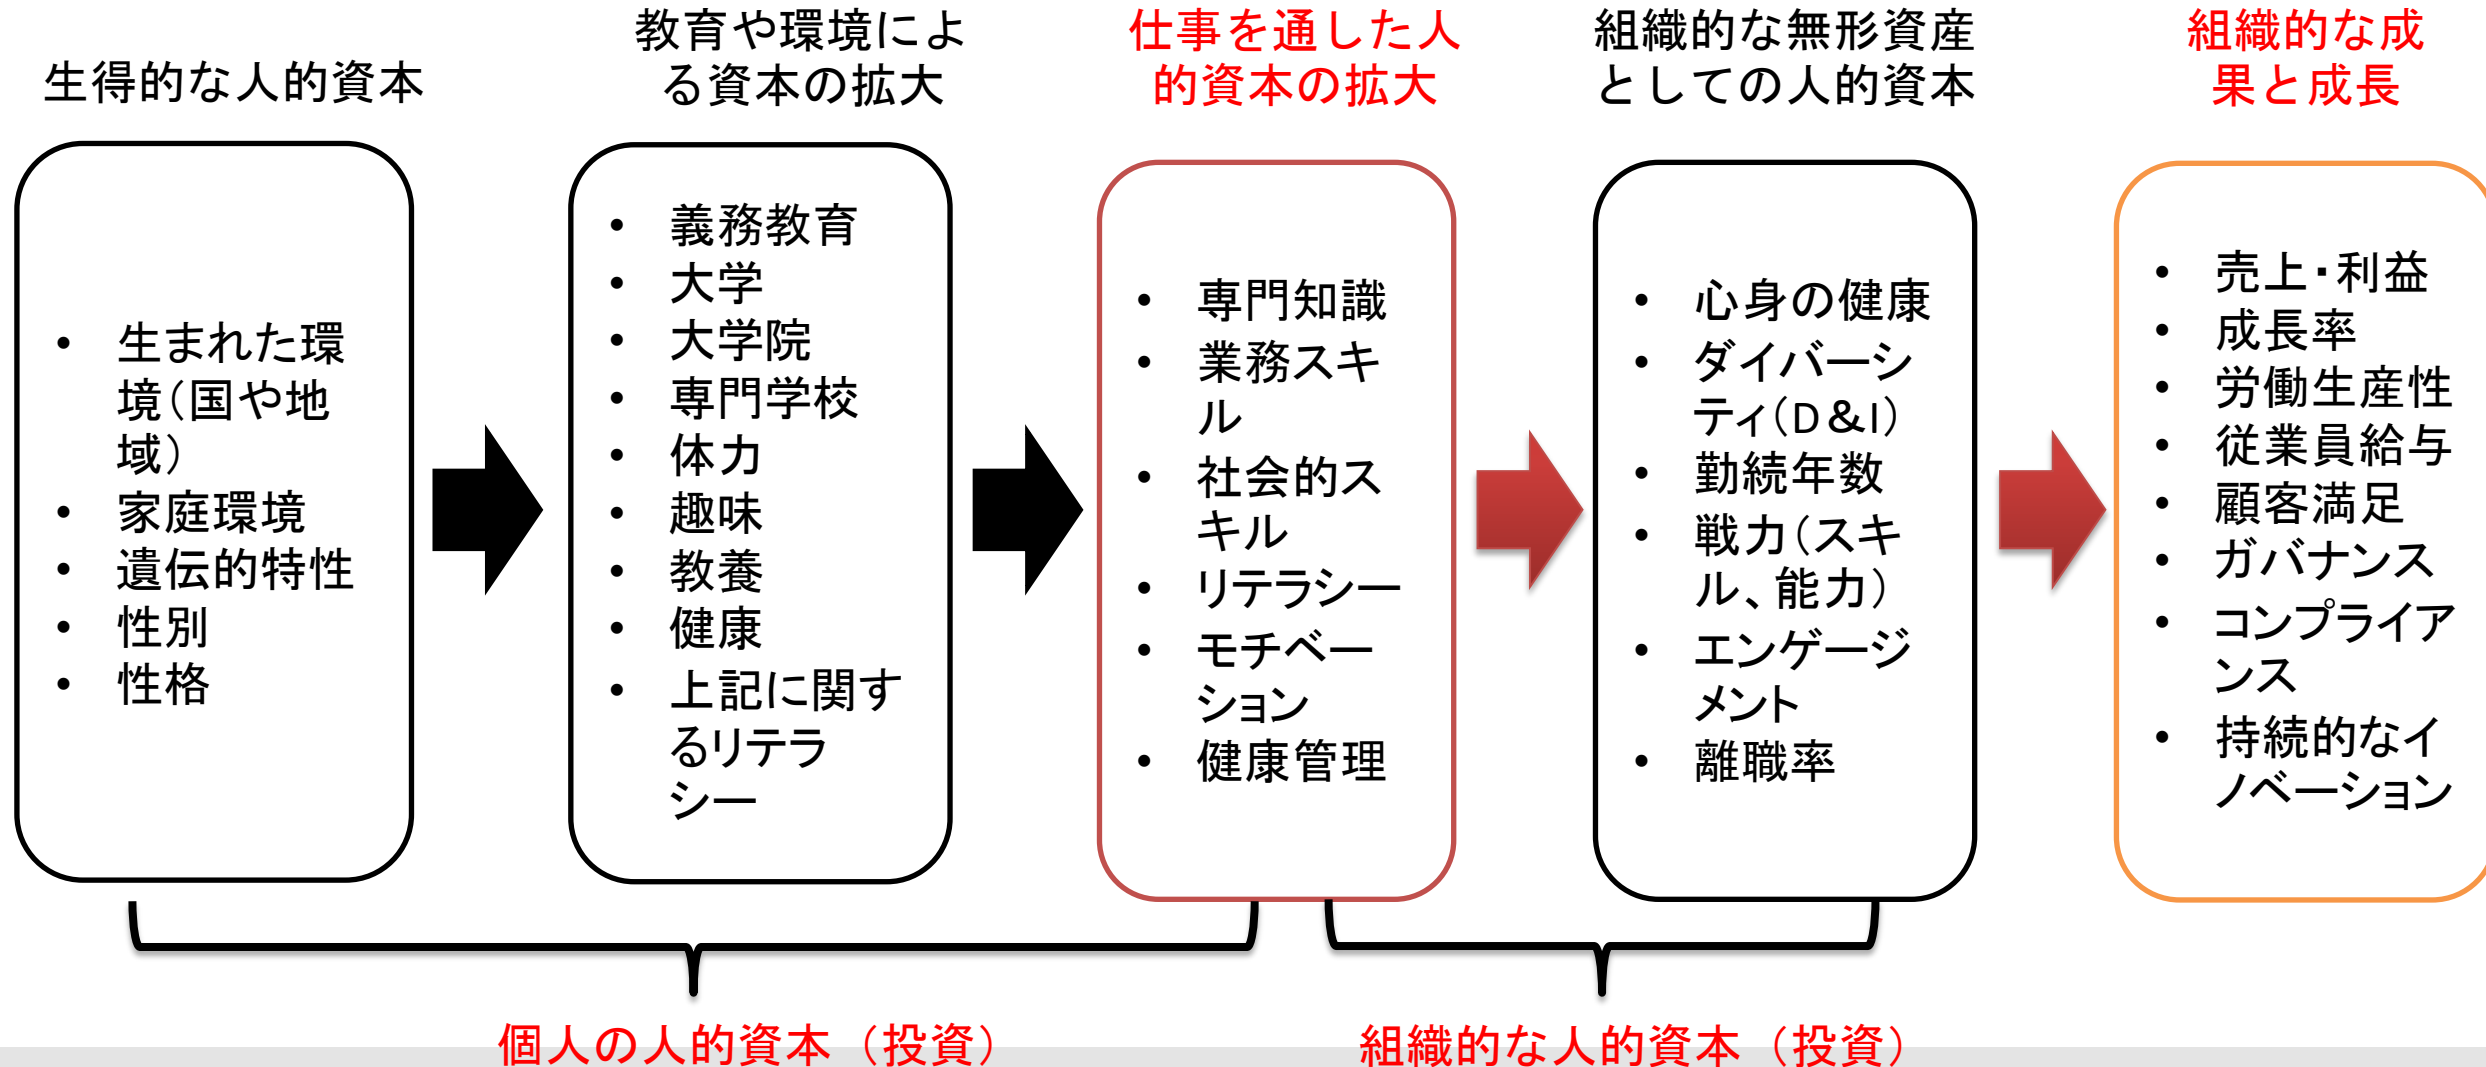 生得的な人的資本
教育や環境によ
る資本の拡大
仕事を通した人
的資本の拡大
組織的な無形資産
としての人的資本
組織的な成
果と成長
• 生まれた環
境(国や地
域)
• 家庭環境
• 遺伝的特性
• 性別
• 性格
• 義務教育
• 大学
• 大学院
• 専門学校
• 体力
• 趣味
• 教養
• 健康
• 上記に関す
るリテラ
シー
• 専門知識
• 業務スキ
ル
• 社会的ス
キル
• リテラシー
• モチベー
ション
• 健康管理
• 心身の健康
• ダイバーシ
ティ(D&I)
• 勤続年数
• 戦力(スキ
ル、能力)
• エンゲージ
メント
• 離職率
• 売上・利益
• 成長率
• 労働生産性
• 従業員給与
• 顧客満足
• ガバナンス
• コンプライア
ンス
• 持続的なイ
ノベーション
個人の人的資本(投資)
組織的な人的資本(投資)